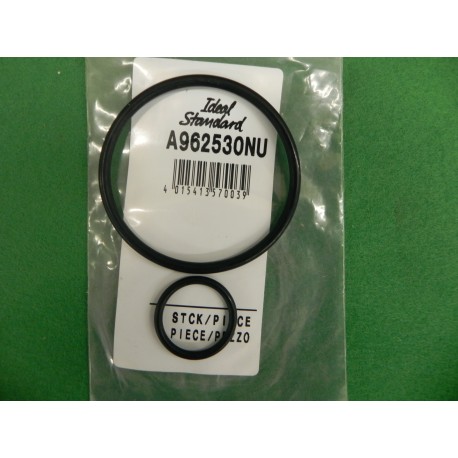 Ideal
Standard
A962530NU
4 015413 570039
STCK/PIECE
PIECE/PEZZO